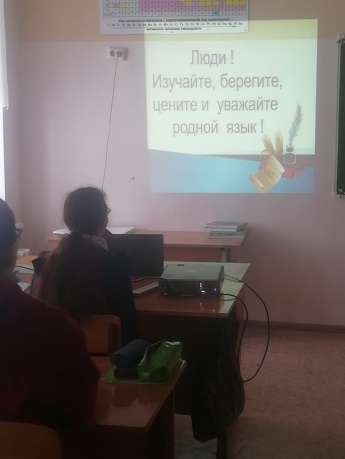 Люди !
Изучайте, берегите,
цените и уважайте
родной язык !